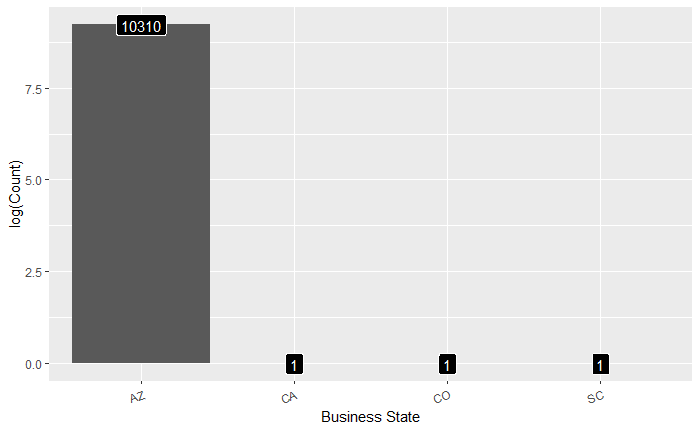 10310
7.5
5.0
2.5
0.0
log(Count)
1
1
1
AZ
CA
CO
SC
Business State